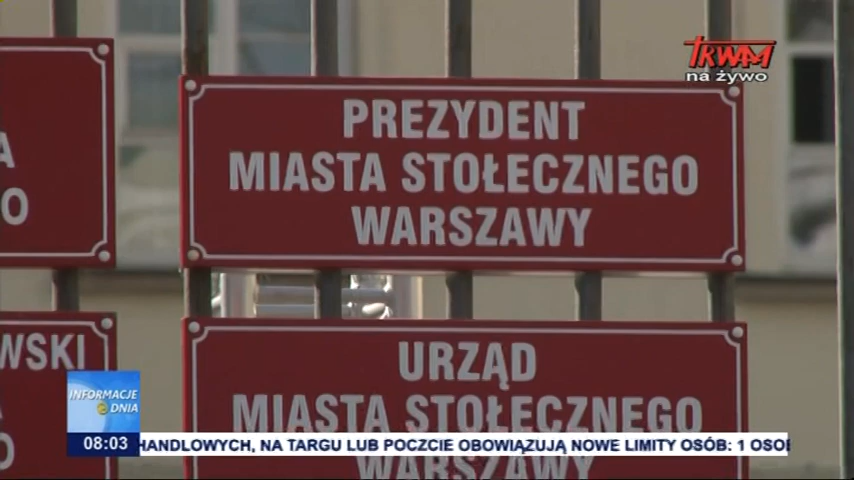 TRWAM
na żywo
PREZYDENT
MIASTA STOŁECZNEGO
WARSZAWY
A
O
WSKI
A
O
URZĄD
MIASTA STOŁECZNEGO
WARSZAWY
INFORMACJE
DNIA
08:03
HANDLOWYCH, NA TARGU LUB POCZCIE OBOWIĄZUJĄ NOWE LIMITY OSÓB: 1 OSO